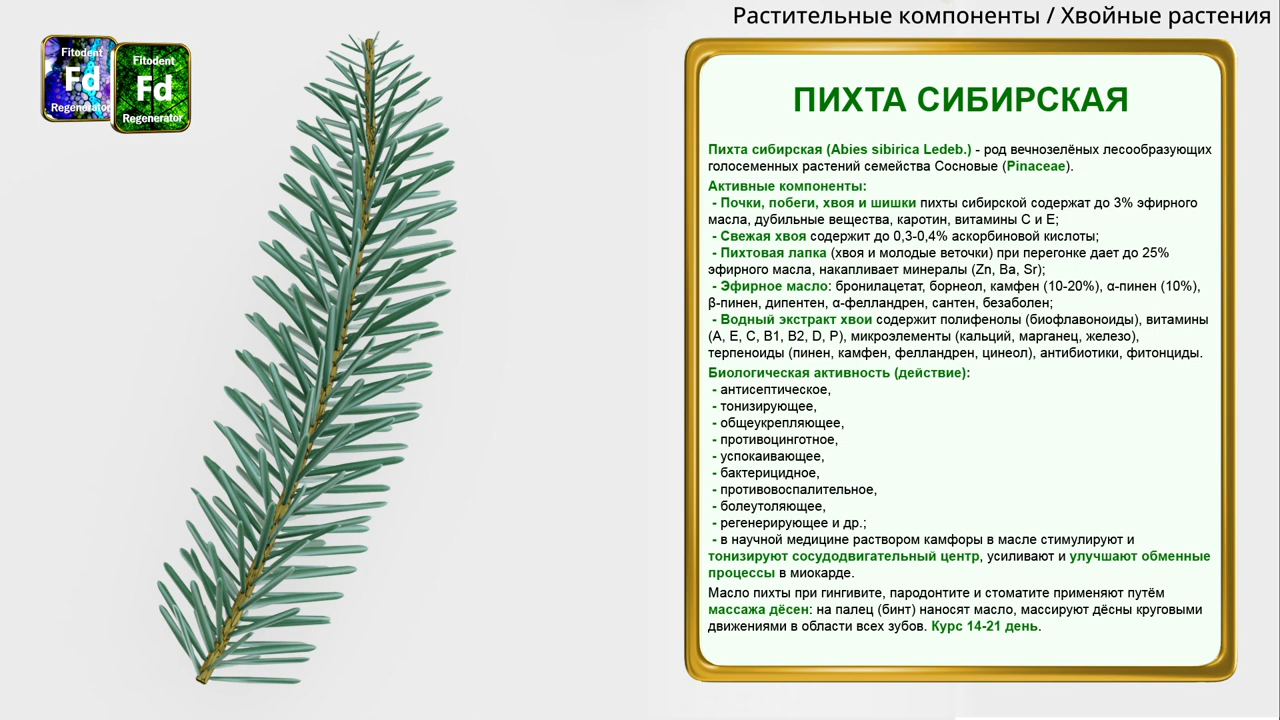 Растительные компоненты / Хвойные растения
Fitodent
Fd
Regenerator
Fitodent
Fd
Regenerator
ПИХТА СИБИРСКАЯ
Пихта сибирская (Abies sibirica Ledeb.) - род вечнозелёных лесообразующих
голосеменных растений семейства Сосновые (Pinaceae).
Активные компоненты:
- Почки, побеги, хвоя и шишки пихты сибирской содержат до 3% эфирного
масла, дубильные вещества, каротин, витамины С и Е;
- Свежая хвоя содержит до 0,3-0,4% аскорбиновой кислоты;
- Пихтовая лапка (хвоя и молодые веточки) при перегонке дает до 25%
эфирного масла, накапливает минералы (Zn, Ba, Sr);
- Эфирное масло: бронилацетат, борнеол, камфен (10-20%), α-пинен (10%),
β-пинен, дипентен, α-фелландрен, сантен, безаболен;
- Водный экстракт хвои содержит полифенолы (биофлавоноиды), витамины
(А, Е, С, В1, В2, D, P), микроэлементы (кальций, марганец, железо),
терпеноиды (пинен, камфен, фелландрен, цинеол), антибиотики, фитонциды.
Биологическая активность (действие):
- антисептическое,
- тонизирующее,
- общеукрепляющее,
- противоцинготное,
- успокаивающее,
- бактерицидное,
- противовоспалительное,
- болеутоляющее,
- регенерирующее и др.;
- в научной медицине раствором камфоры в масле стимулируют и
тонизируют сосудодвигательный центр, усиливают и улучшают обменные
процессы в миокарде.
Масло пихты при гингивите, пародонтите и стоматите применяют путём
массажа дёсен: на палец (бинт) наносят масло, массируют дёсны круговыми
движениями в области всех зубов. Курс 14-21 день.